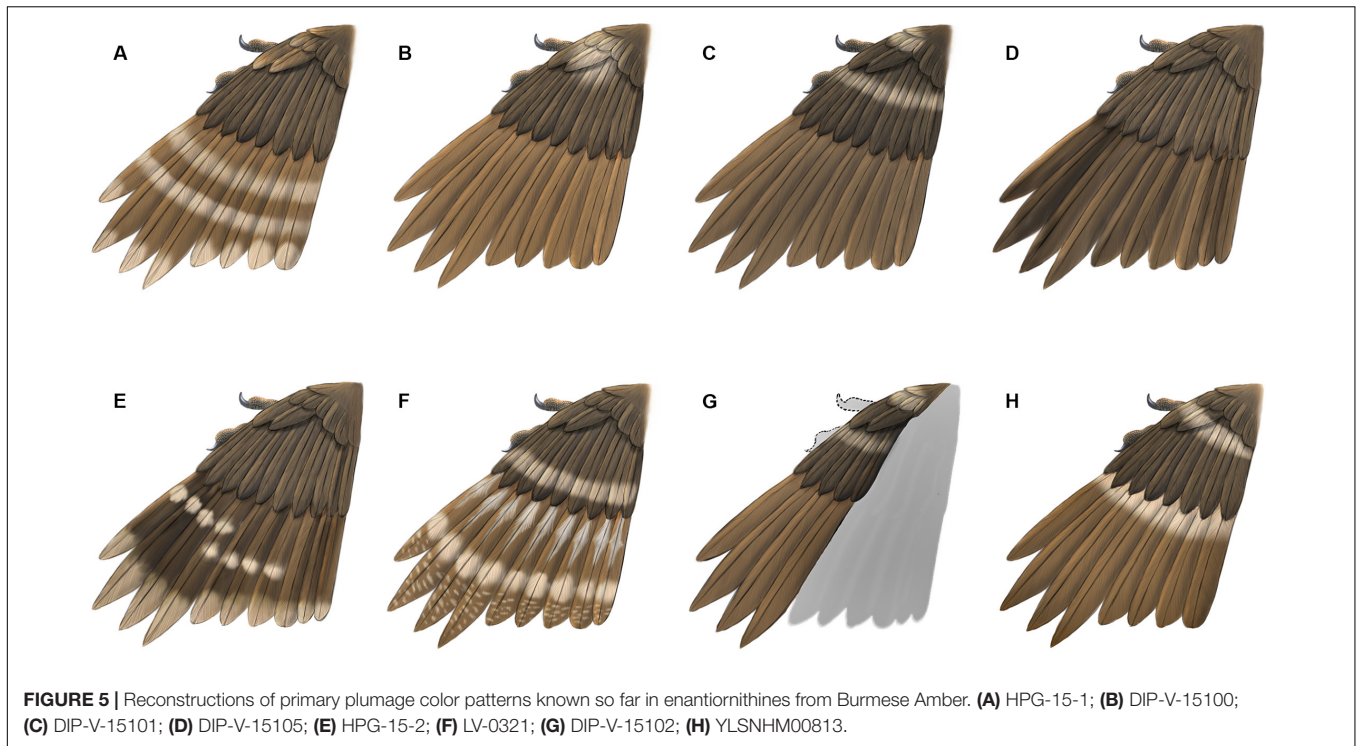 A
B
C
D
E
F
G
H
FIGURE 5 | Reconstructions of primary plumage color patterns known so far in enantiornithines from Burmese Amber. (A) HPG-15-1; (B) DIP-V-15100;
(C) DIP-V-15101; (D) DIP-V-15105; (E) HPG-15-2; (F) LV-0321; (G) DIP-V-15102; (H) YLSNHM00813.